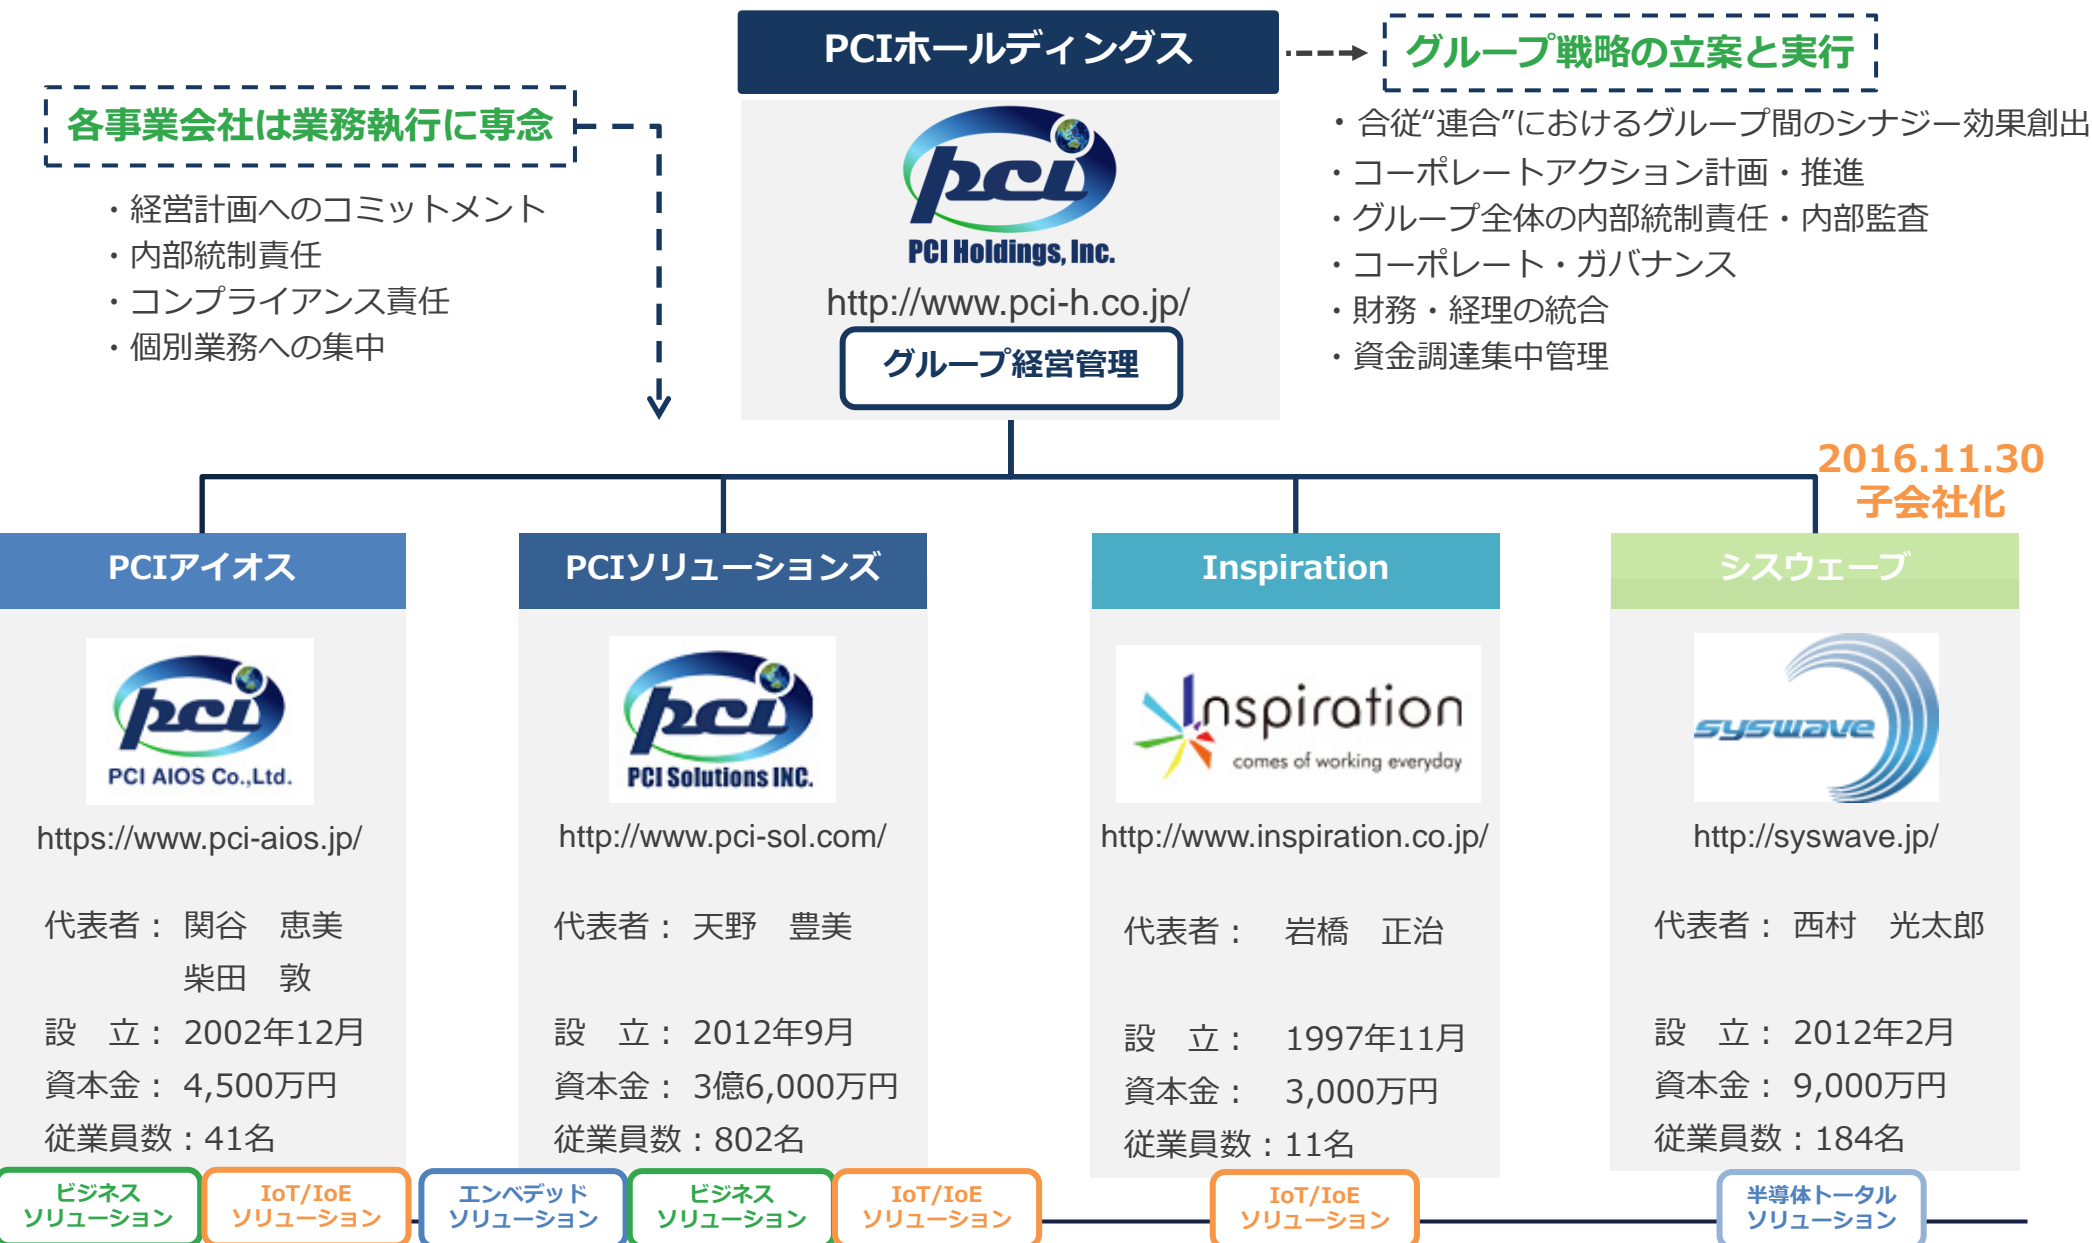 PCIホールディングス
グループ戦略の立案と実行
各事業会社は業務執行に専念
・経営計画へのコミットメント
・内部統制責任
・コンプライアンス責任
・個別業務への集中
pci
PCI Holdings, Inc.
http://www.pci-h.co.jp/
グループ経営管理
・合従“連合”におけるグループ間のシナジー効果創出
・コーポレートアクション計画・推進
・グループ全体の内部統制責任・内部監査
・コーポレート・ガバナンス
・財務・経理の統合
・資金調達集中管理
2016.11.30
子会社化
PCIアイオス
pci
PCI AIOS Co.,Ltd.
https://www.pci-aios.jp/
代表者： 関谷　恵美
柴田　敦
設　立： 2002年12月
資本金： 4,500万円
従業員数：41名
ビジネス
ソリューション
IoT/IoE
ソリューション
PCIソリューションズ
pci
PCI Solutions INC.
http://www.pci-sol.com/
代表者： 天野　豊美
設　立： 2012年9月
資本金： 3億6,000万円
従業員数：802名
エンベデッド
ソリューション
ビジネス
ソリューション
IoT/IoE
ソリューション
Inspiration
Inspiration
comes of working everyday
http://www.inspiration.co.jp/
代表者：　岩橋　正治
設　立：　1997年11月
資本金：　3,000万円
従業員数：11名
IoT/IoE
ソリューション
シスウェーブ
syswave
http://syswave.jp/
代表者： 西村　光太郎
設　立： 2012年2月
資本金： 9,000万円
従業員数：184名
半導体トータル
ソリューション